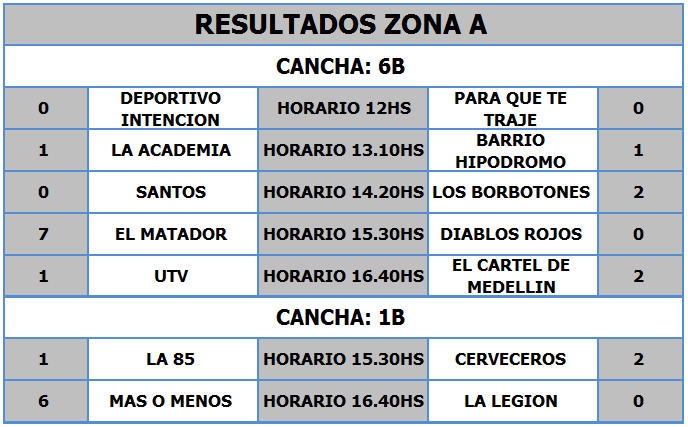 RESULTADOS ZONA A
CANCHA: 6B
0 DEPORTIVO INTENCION HORARIO 12HS PARA QUE TE TRAJE 0
1 LA ACADEMIA HORARIO 13.10HS BARRIO HIPODROMO 1
0 SANTOS HORARIO 14.20HS LOS BORBOTONES 2
7 EL MATADOR HORARIO 15.30HS DIABLOS ROJOS 0
1 UTV HORARIO 16.40HS EL CARTEL DE MEDELLIN 2
CANCHA: 1B
1 LA 85 HORARIO 15.30HS CERVECEROS 2
6 MAS O MENOS HORARIO 16.40HS LA LEGION 0